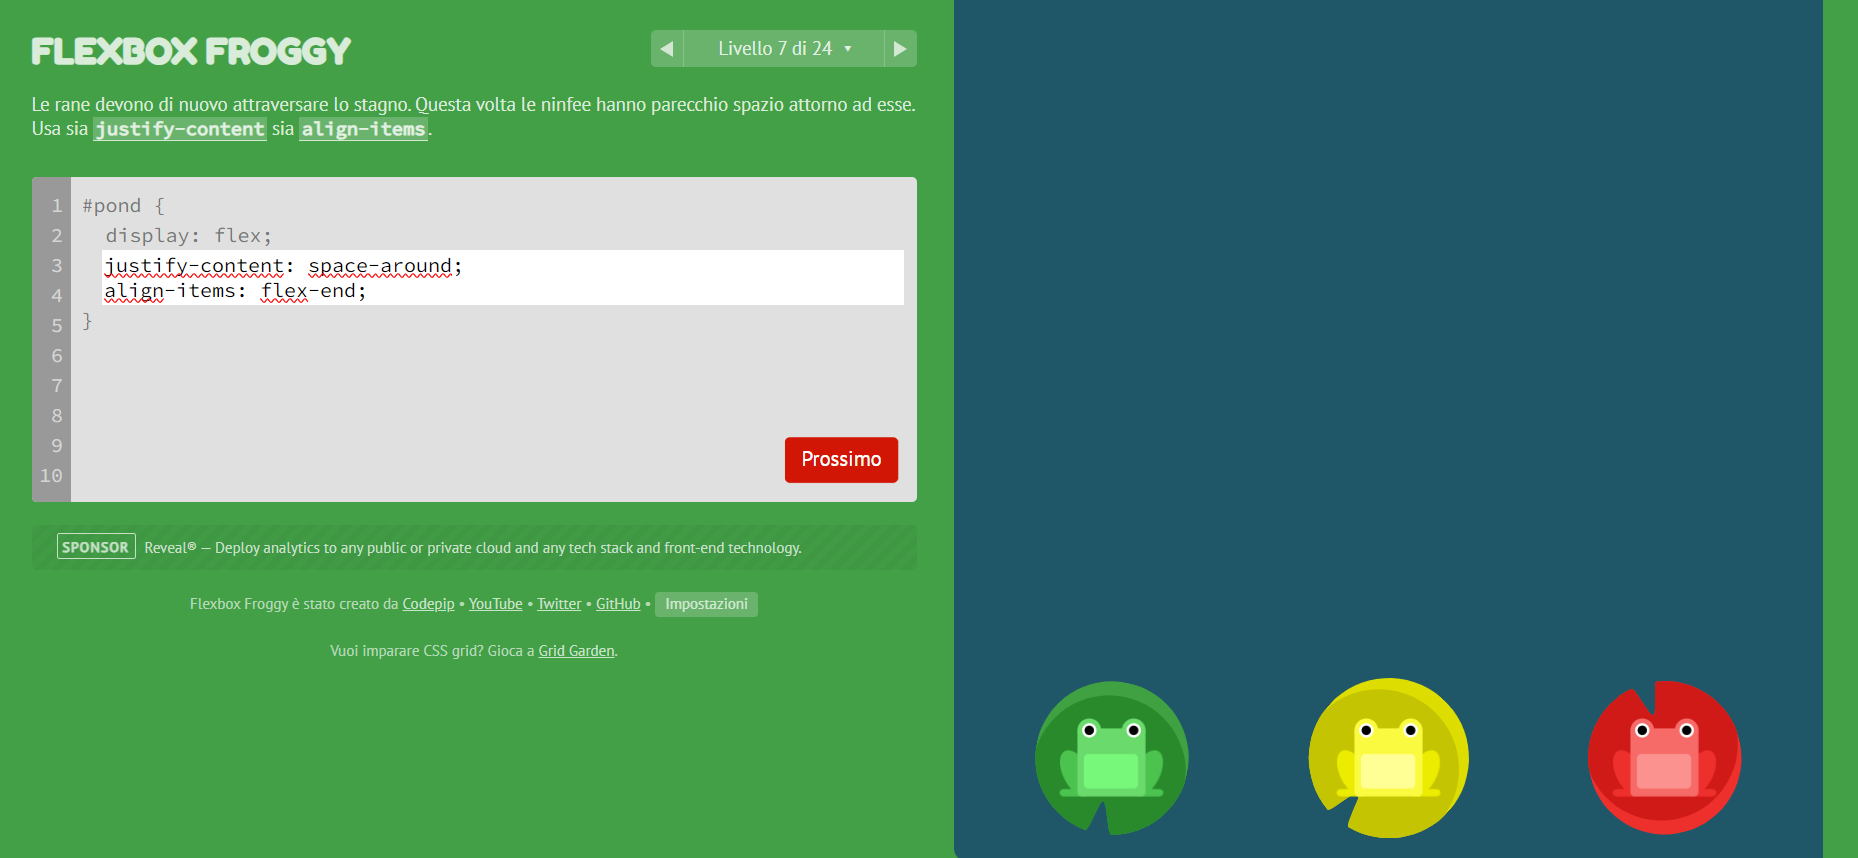 FLEXBOX FROGGY
Livello 7 di 24 ▼
Le rane devono di nuovo attraversare lo stagno. Questa volta le ninfee hanno parecchio spazio attorno ad esse.
Usa sia justify-content sia align-items.
1 #pond {
2 display: flex;
3 justify-content: space-around;
4 align-items: flex-end;
5 }
6
7
8
9
10
Prossimo
SPONSOR Reveal® — Deploy analytics to any public or private cloud and any tech stack and front-end technology.
Flexbox Froggy è stato creato da Codepip • YouTube • Twitter • GitHub • Impostazioni
Vuoi imparare CSS grid? Gioca a Grid Garden.